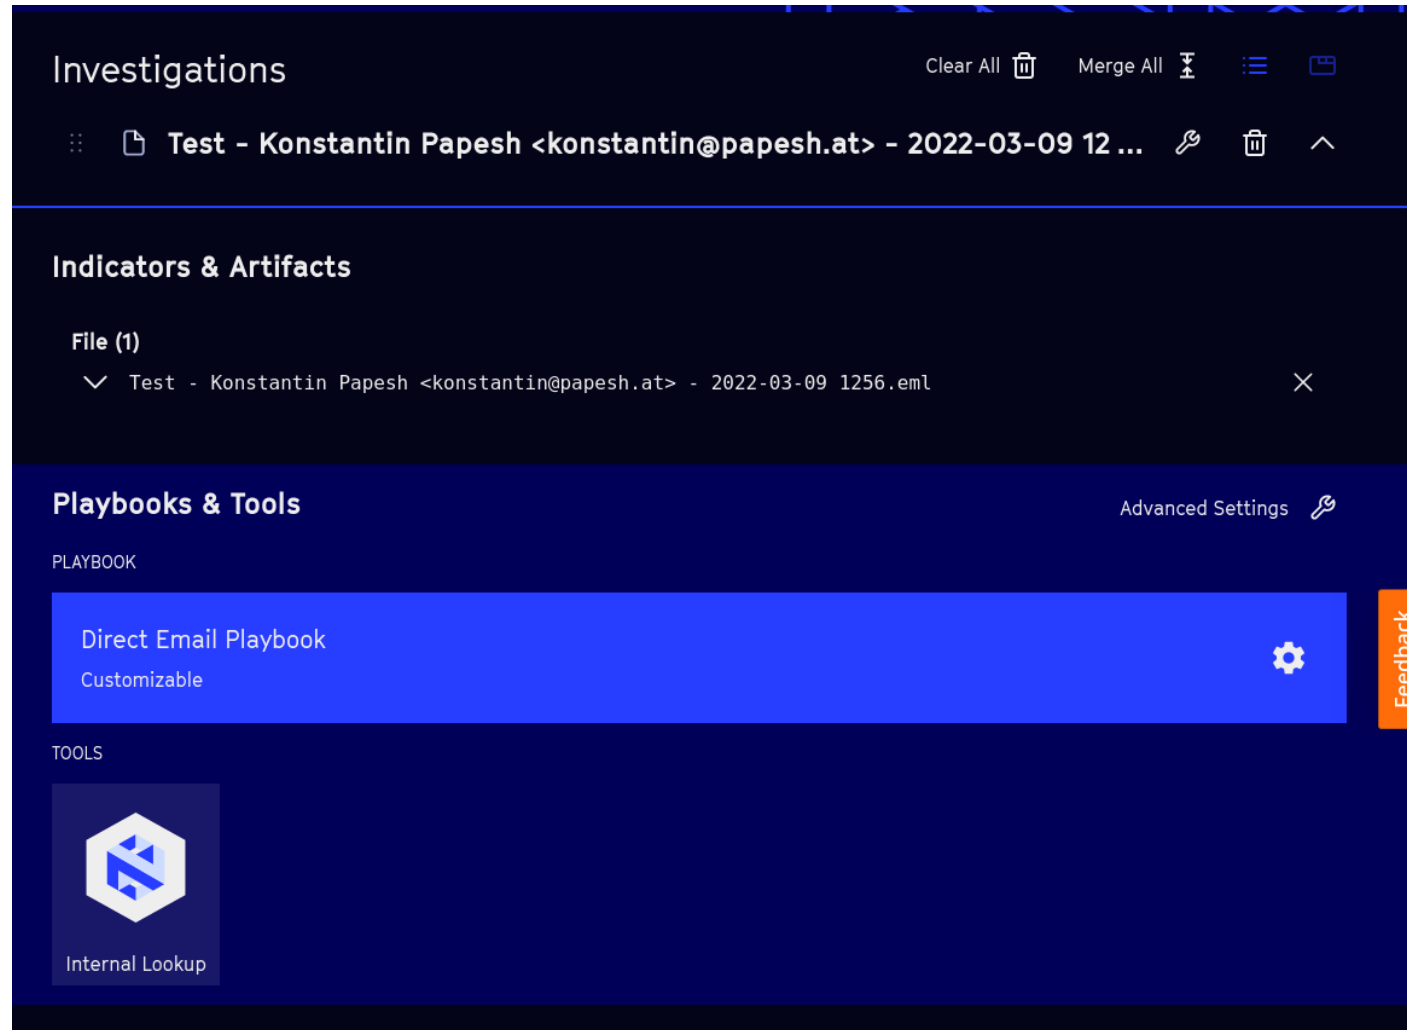 Investigations
Clear All
Merge All
Test - Konstantin Papesh <konstantin@papesh.at> - 2022-03-09 12 ...
Indicators & Artifacts
File (1)
Test - Konstantin Papesh <konstantin@papesh.at> - 2022-03-09 1256.eml
Playbooks & Tools
Advanced Settings
PLAYBOOK
Direct Email Playbook
Customizable
Feedback
TOOLS
Internal Lookup